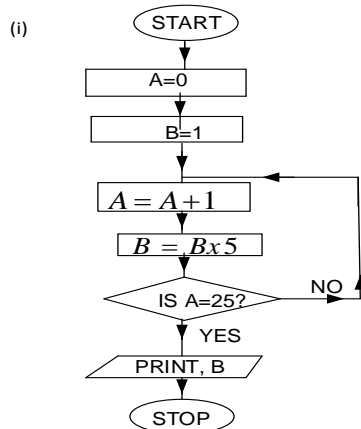 (i)
START
A=0
B=1
A = A+1
B = Bx5
IS A=25?
NO
YES
PRINT, B
STOP